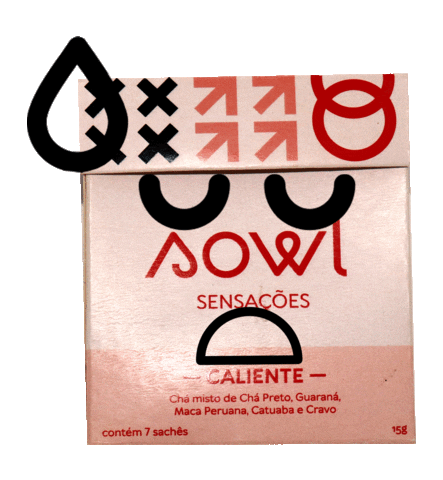 sowl
SENSAÇÕES
— CALIENTE —
Chá misto de Chá Preto, Guaraná,
Maca Peruana, Catuaba e Cravo
contém 7 sachês
15g